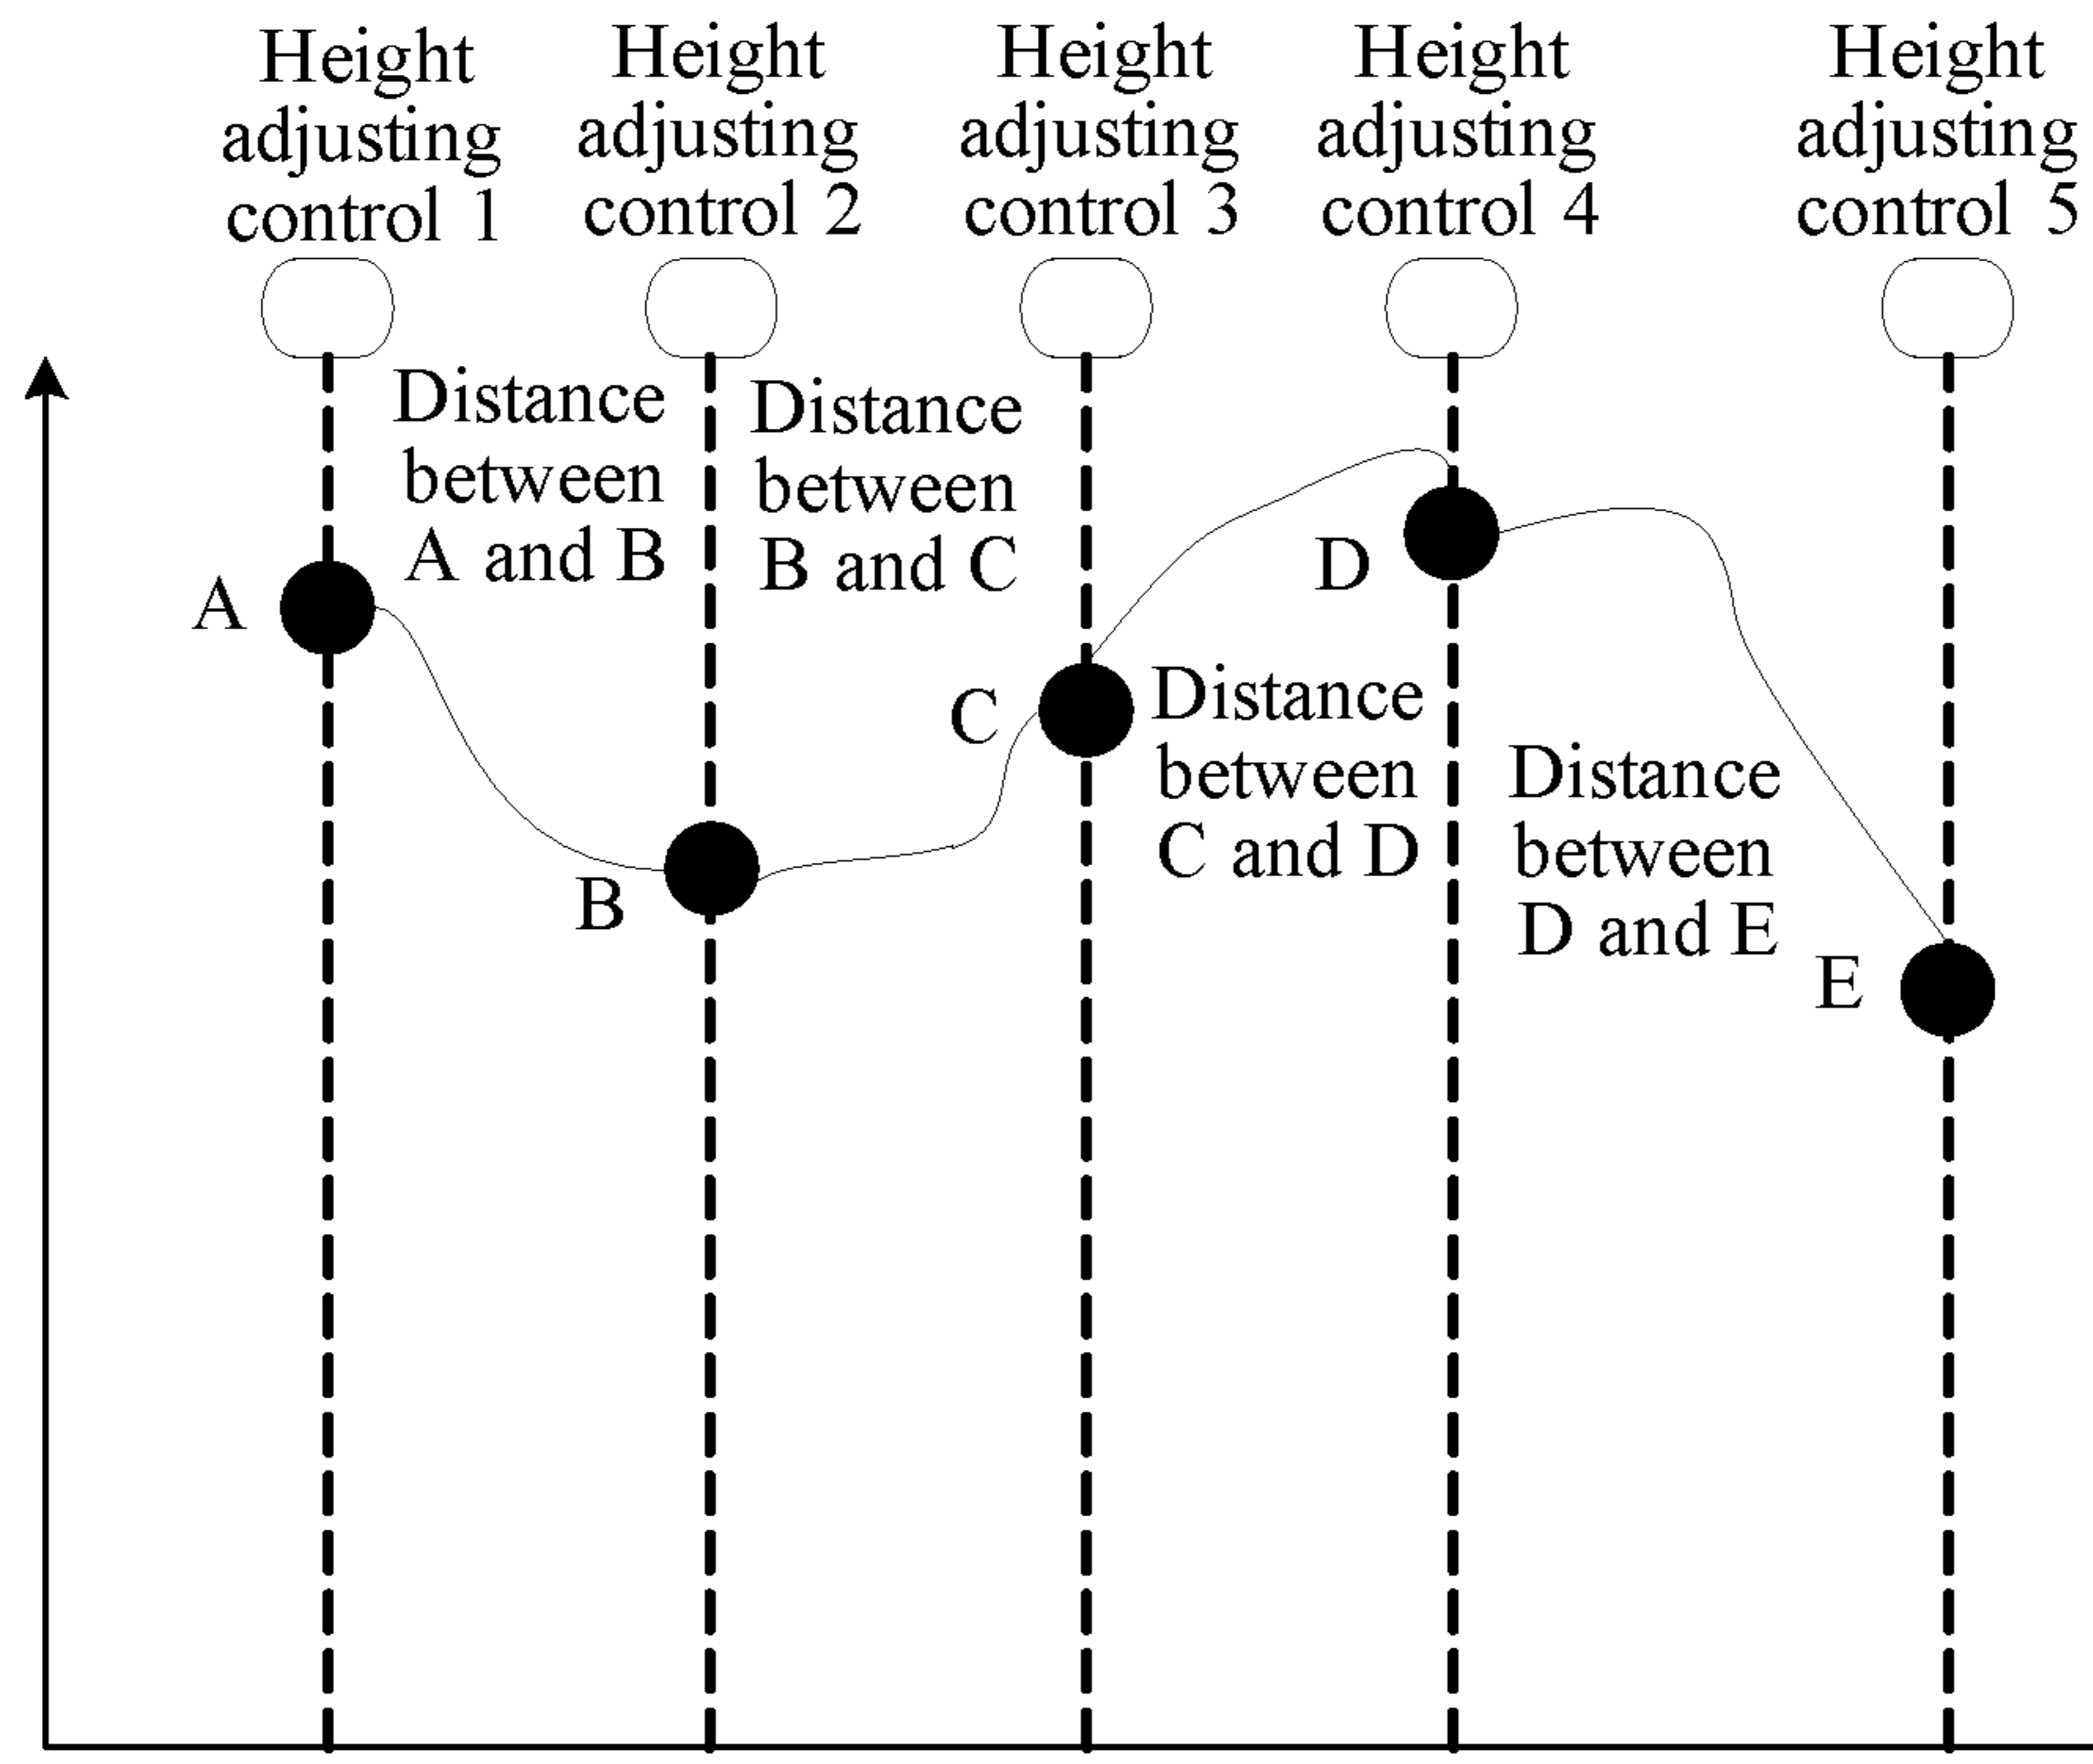 Height
adjusting
control 1
Height
adjusting
control 2
Height
adjusting
control 3
Height
adjusting
control 4
Height
adjusting
control 5
Distance
between
A and B
Distance
between
B and C
A
B
C
Distance
between
C and D
D
Distance
between
D and E
E